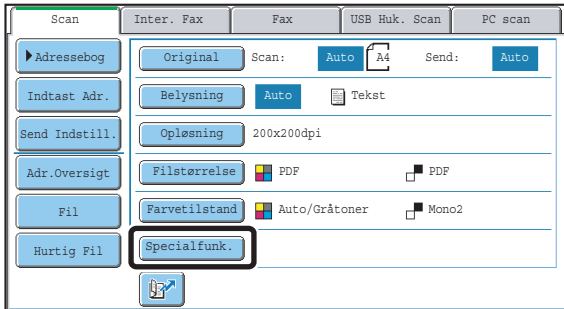 Scan Inter. Fax Fax USB Huk. Scan PC scan
Adressebog Original Scan: Auto A4 Send: Auto
Indtast Adr. Belysning Auto Tekst
Send Indstill. Opløsning 200x200dpi
Adr.Oversigt Filstørrelse PDF PDF
Fil Farvetilstand Auto/Gråtoner Mono2
Hurtig Fil Specialfunk.